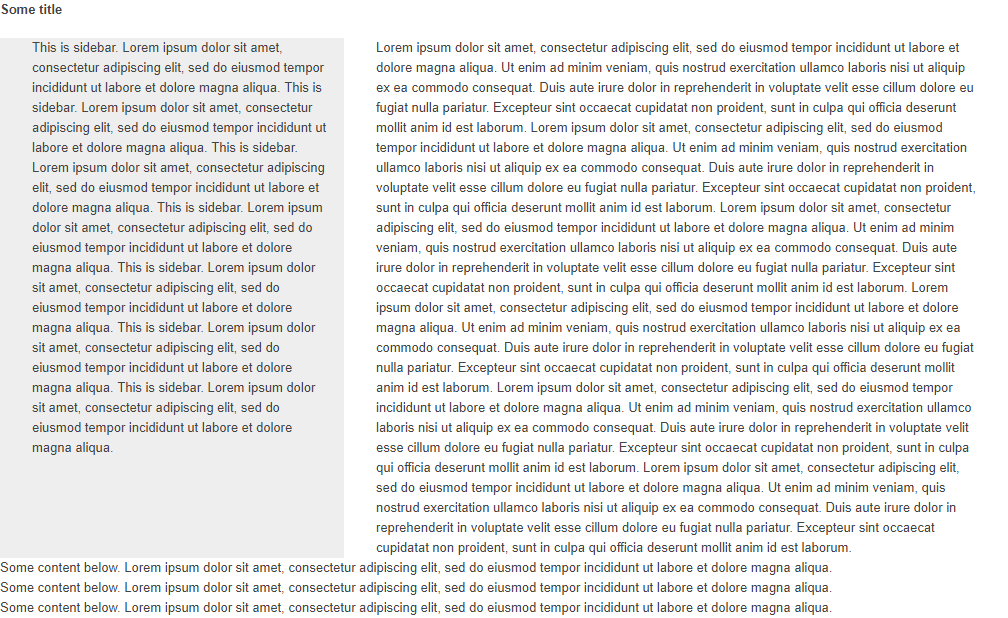 Some title
This is sidebar. Lorem ipsum dolor sit amet,
consectetur adipiscing elit, sed do eiusmod tempor
incididunt ut labore et dolore magna aliqua. This is
sidebar. Lorem ipsum dolor sit amet, consectetur
adipiscing elit, sed do eiusmod tempor incididunt ut
labore et dolore magna aliqua. This is sidebar.
Lorem ipsum dolor sit amet, consectetur adipiscing
elit, sed do eiusmod tempor incididunt ut labore et
dolore magna aliqua. This is sidebar. Lorem ipsum
dolor sit amet, consectetur adipiscing elit, sed do
eiusmod tempor incididunt ut labore et dolore
magna aliqua. This is sidebar. Lorem ipsum dolor
sit amet, consectetur adipiscing elit, sed do
eiusmod tempor incididunt ut labore et dolore
magna aliqua. This is sidebar. Lorem ipsum dolor
sit amet, consectetur adipiscing elit, sed do
eiusmod tempor incididunt ut labore et dolore
magna aliqua. This is sidebar. Lorem ipsum dolor
sit amet, consectetur adipiscing elit, sed do
eiusmod tempor incididunt ut labore et dolore
magna aliqua.
Lorem ipsum dolor sit amet, consectetur adipiscing elit, sed do eiusmod tempor incididunt ut labore et
dolore magna aliqua. Ut enim ad minim veniam, quis nostrud exercitation ullamco laboris nisi ut aliquip
ex ea commodo consequat. Duis aute irure dolor in reprehenderit in voluptate velit esse cillum dolore eu
fugiat nulla pariatur. Excepteur sint occaecat cupidatat non proident, sunt in culpa qui officia deserunt
mollit anim id est laborum. Lorem ipsum dolor sit amet, consectetur adipiscing elit, sed do eiusmod
tempor incididunt ut labore et dolore magna aliqua. Ut enim ad minim veniam, quis nostrud exercitation
ullamco laboris nisi ut aliquip ex ea commodo consequat. Duis aute irure dolor in reprehenderit in
voluptate velit esse cillum dolore eu fugiat nulla pariatur. Excepteur sint occaecat cupidatat non proident,
sunt in culpa qui officia deserunt mollit anim id est laborum. Lorem ipsum dolor sit amet, consectetur
adipiscing elit, sed do eiusmod tempor incididunt ut labore et dolore magna aliqua. Ut enim ad minim
veniam, quis nostrud exercitation ullamco laboris nisi ut aliquip ex ea commodo consequat. Duis aute
irure dolor in reprehenderit in voluptate velit esse cillum dolore eu fugiat nulla pariatur. Excepteur sint
occaecat cupidatat non proident, sunt in culpa qui officia deserunt mollit anim id est laborum. Lorem
ipsum dolor sit amet, consectetur adipiscing elit, sed do eiusmod tempor incididunt ut labore et dolore
magna aliqua. Ut enim ad minim veniam, quis nostrud exercitation ullamco laboris nisi ut aliquip ex ea
commodo consequat. Duis aute irure dolor in reprehenderit in voluptate velit esse cillum dolore eu fugiat
nulla pariatur. Excepteur sint occaecat cupidatat non proident, sunt in culpa qui officia deserunt mollit
anim id est laborum. Lorem ipsum dolor sit amet, consectetur adipiscing elit, sed do eiusmod tempor
incididunt ut labore et dolore magna aliqua. Ut enim ad minim veniam, quis nostrud exercitation ullamco
laboris nisi ut aliquip ex ea commodo consequat. Duis aute irure dolor in reprehenderit in voluptate velit
esse cillum dolore eu fugiat nulla pariatur. Excepteur sint occaecat cupidatat non proident, sunt in culpa
qui officia deserunt mollit anim id est laborum. Lorem ipsum dolor sit amet, consectetur adipiscing elit,
sed do eiusmod tempor incididunt ut labore et dolore magna aliqua. Ut enim ad minim veniam, quis
nostrud exercitation ullamco laboris nisi ut aliquip ex ea commodo consequat. Duis aute irure dolor in
reprehenderit in voluptate velit esse cillum dolore eu fugiat nulla pariatur. Excepteur sint occaecat
cupidatat non proident, sunt in culpa qui officia deserunt mollit anim id est laborum.
Some content below. Lorem ipsum dolor sit amet, consectetur adipiscing elit, sed do eiusmod tempor incididunt ut labore et dolore magna aliqua.
Some content below. Lorem ipsum dolor sit amet, consectetur adipiscing elit, sed do eiusmod tempor incididunt ut labore et dolore magna aliqua.
Some content below. Lorem ipsum dolor sit amet, consectetur adipiscing elit, sed do eiusmod tempor incididunt ut labore et dolore magna aliqua.